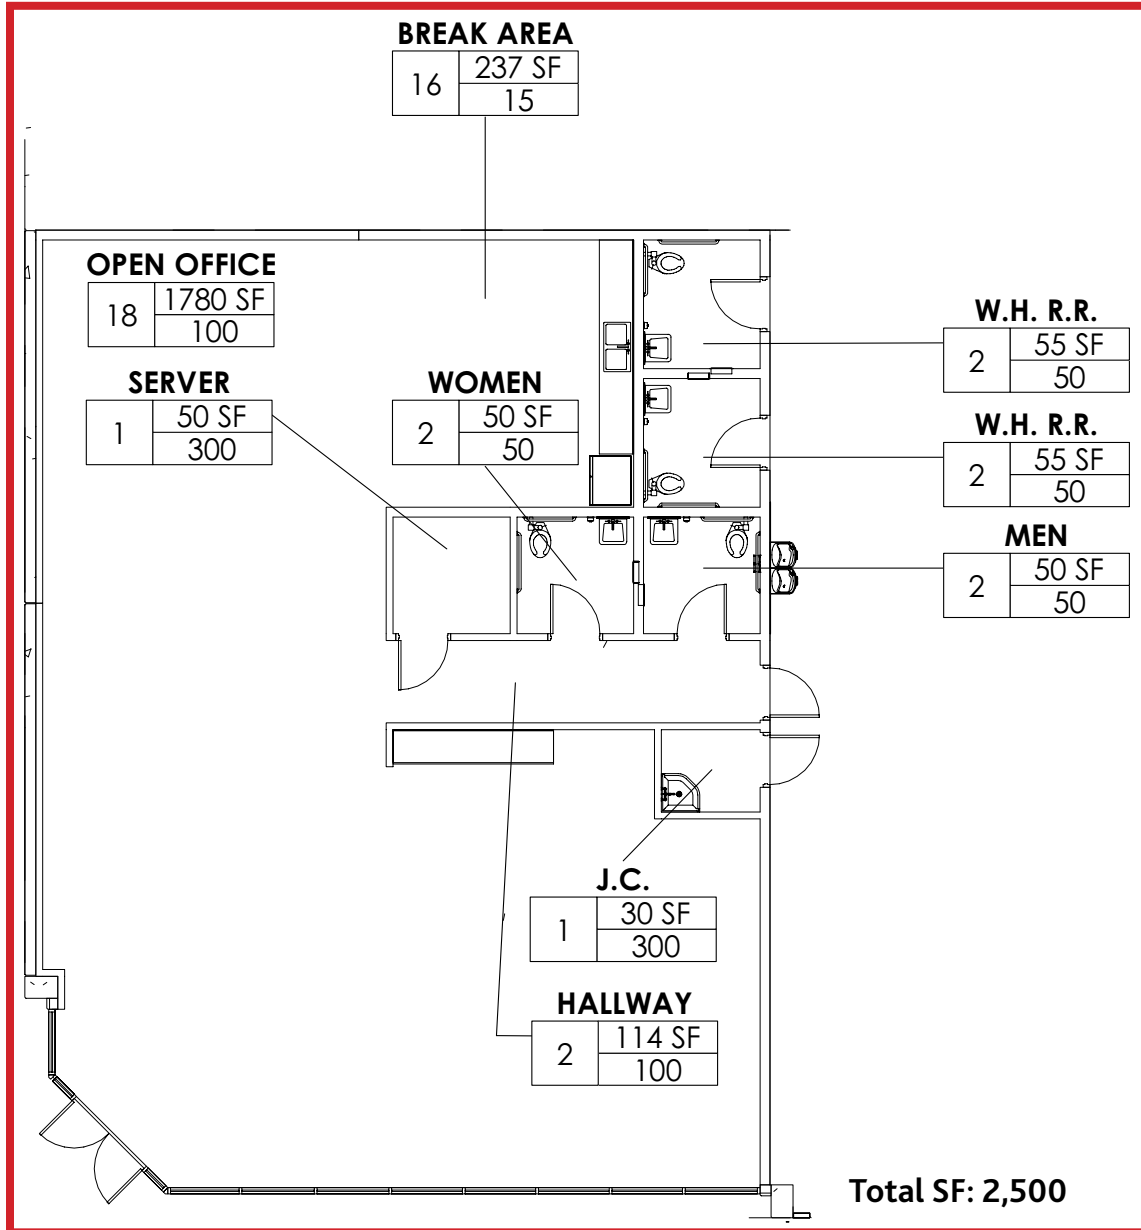 BREAK AREA
16
237 SF
15
OPEN OFFICE
18
1780 SF
100
SERVER
1
50 SF
300
WOMEN
2
50 SF
50
W.H. R.R.
2
55 SF
50
W.H. R.R.
2
55 SF
50
MEN
2
50 SF
50
J.C.
1
30 SF
300
HALLWAY
2
114 SF
100
Total SF: 2,500